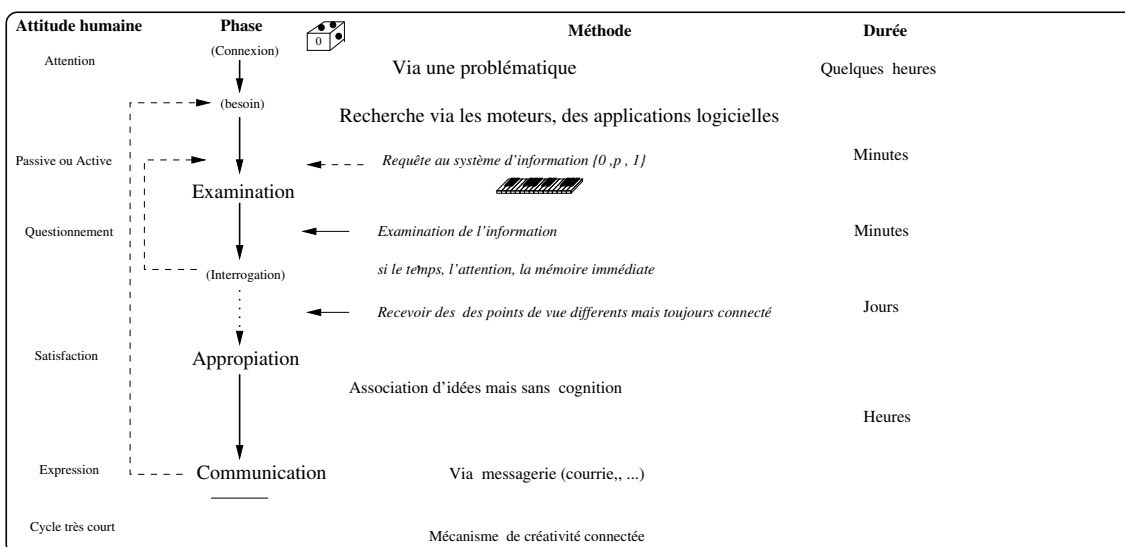 Attitude humaine Phase Méthode Durée
0
(Connexion)
Attention Via une problématique Quelques heures
(besoin)
Recherche via les moteurs, des applications logicielles
Passive ou Active Requête au système d'information {0 ,p , 1} Minutes
Examination
Questionnement Examination de l'information Minutes
(Interrogation) si le temps, l'attention, la mémoire immédiate
Recevoir des des points de vue differents mais toujours connecté Jours
Satisfaction Appropiation
Association d'idées mais sans cognition
Heures
Expression Communication Via messagerie (courrie,, ...)
Cycle très court Mécanisme de créativité connectée